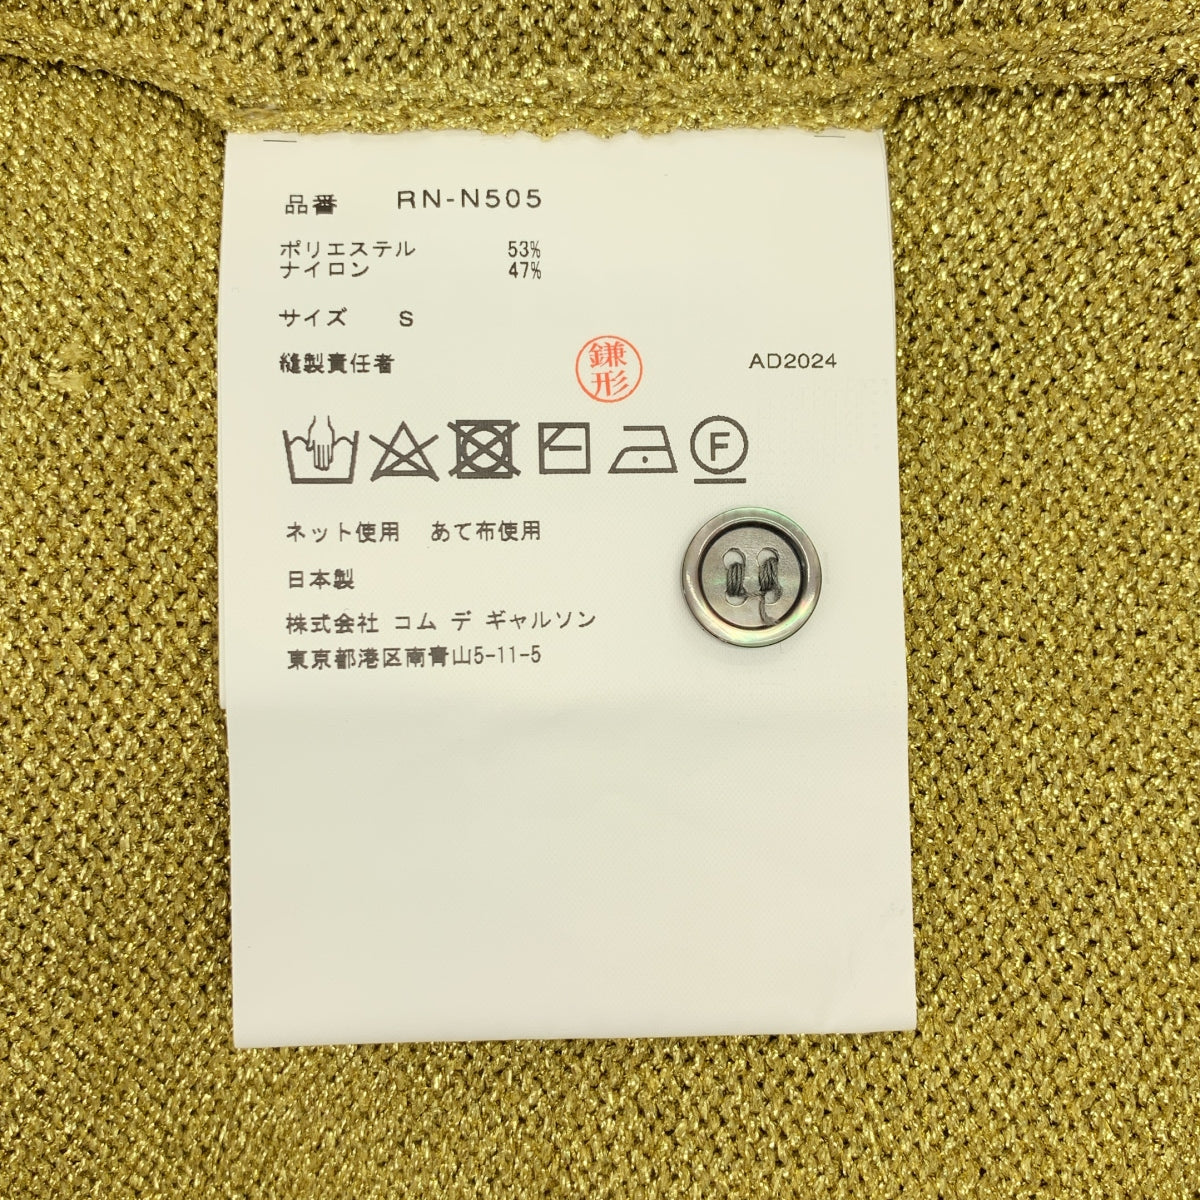 品番 RN-N505
ポリエステル 53%
ナイロン 47%
サイズ S
縫製責任者 鎌形 AD2024
F
ネット使用 あて布使用
日本製
株式会社 コム デ ギャルソン
東京都港区南青山5-11-5